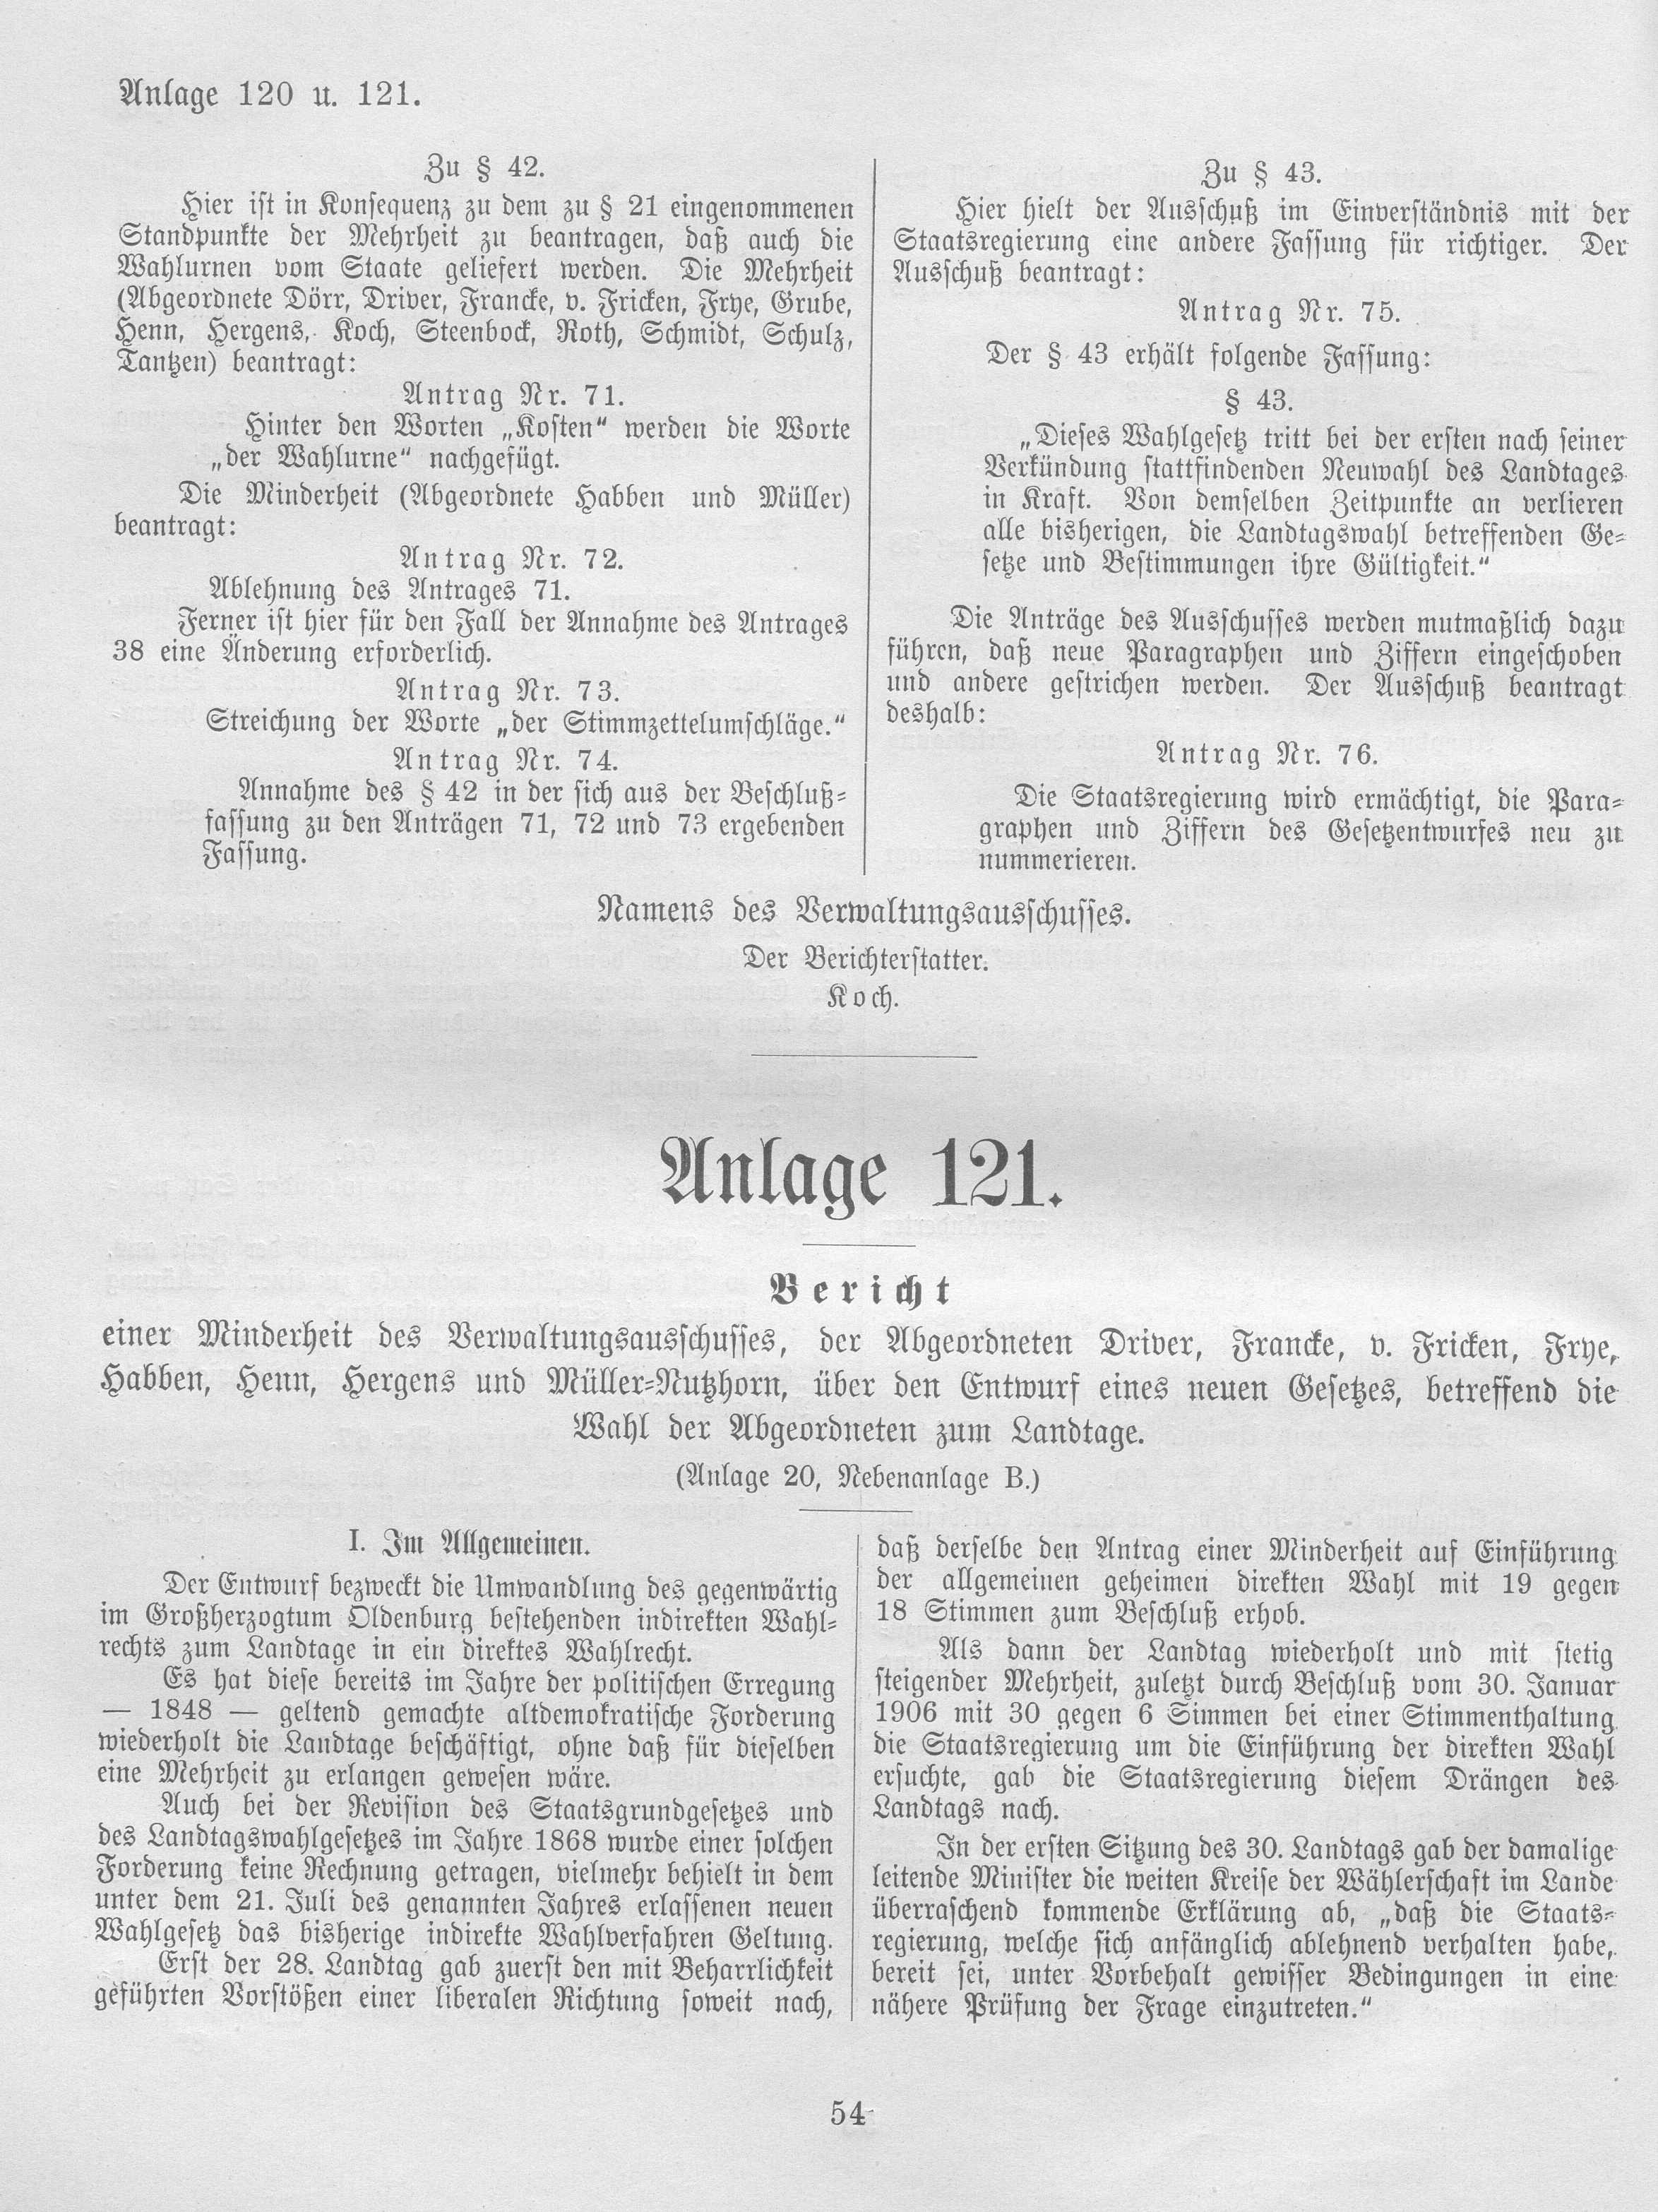 Anlage 120 u. 121.
Zu § 42.
Hier ist in Konsequenz zu dem zu § 21 eingenommenen
Standpunkte der Mehrheit zu beantragen, daß auch die
Wahlurnen vom Staate geliefert werden. Die Mehrheit
(Abgeordnete Dörr, Driver, Francke, v. Fricken, Frye, Grube,
Henn, Hergens, Koch, Steenbock, Roth, Schmidt, Schulz,
Tantzen) beantragt:
Antrag Nr. 71.
Hinter den Worten „Kosten“ werden die Worte
„der Wahlurne“ nachgefügt.
Die Minderheit (Abgeordnete Habben und Müller)
beantragt:
Antrag Nr. 72.
Ablehnung des Antrages 71.
Ferner ist hier für den Fall der Annahme des Antrages
38 eine Änderung erforderlich.
Antrag Nr. 73.
Streichung der Worte „der Stimmzettelumschläge.“
Antrag Nr. 74.
Annahme des § 42 in der sich aus der Beschluß-
fassung zu den Anträgen 71, 72 und 73 ergebenden
Fassung.
Zu § 43.
Hier hielt der Ausschuß im Einverständnis mit der
Staatsregierung eine andere Fassung für richtiger. Der
Ausschuß beantragt:
Antrag Nr. 75.
Der § 43 erhält folgende Fassung:
§ 43.
„Dieses Wahlgesetz tritt bei der ersten nach seiner
Verkündung stattfindenden Neuwahl des Landtages
in Kraft. Von demselben Zeitpunkte an verlieren
alle bisherigen, die Landtagswahl betreffenden Ge-
setze und Bestimmungen ihre Gültigkeit.“
Die Anträge des Ausschusses werden mutmaßlich dazu
führen, daß neue Paragraphen und Ziffern eingeschoben
und andere gestrichen werden. Der Ausschuß beantragt
deshalb:
Antrag Nr. 76.
Die Staatsregierung wird ermächtigt, die Para-
graphen und Ziffern des Gesetzentwurfes neu zu
nummerieren.
Namens des Verwaltungsausschusses.
Der Berichterstatter.
Koch.
Anlage 121.
Bericht
einer Minderheit des Verwaltungsausschusses, der Abgeordneten Driver, Francke, v. Fricken, Frye,
Habben, Henn, Hergens und Müller-Nutzhorn, über den Entwurf eines neuen Gesetzes, betreffend die
Wahl der Abgeordneten zum Landtage.
(Anlage 20, Nebenanlage B.)
I. Im Allgemeinen.
Der Entwurf bezweckt die Umwandlung des gegenwärtig
im Großherzogtum Oldenburg bestehenden indirekten Wahl-
rechts zum Landtage in ein direktes Wahlrecht.
Es hat diese bereits im Jahre der politischen Erregung
— 1848 — geltend gemachte altdemokratische Forderung
wiederholt die Landtage beschäftigt, ohne daß für dieselben
eine Mehrheit zu erlangen gewesen wäre.
Auch bei der Revision des Staatsgrundgesetzes und
des Landtagswahlgesetzes im Jahre 1868 wurde einer solchen
Forderung keine Rechnung getragen, vielmehr behielt in dem
unter dem 21. Juli des genannten Jahres erlassenen neuen
Wahlgesetz das bisherige indirekte Wahlverfahren Geltung.
Erst der 28. Landtag gab zuerst den mit Beharrlichkeit
geführten Vorstößen einer liberalen Richtung soweit nach,
daß derselbe den Antrag einer Minderheit auf Einführung
der allgemeinen geheimen direkten Wahl mit 19 gegen
18 Stimmen zum Beschluß erhob.
Als dann der Landtag wiederholt und mit stetig
steigender Mehrheit, zuletzt durch Beschluß vom 30. Januar
1906 mit 30 gegen 6 Simmen bei einer Stimmenthaltung
die Staatsregierung um die Einführung der direkten Wahl
ersuchte, gab die Staatsregierung diesem Drängen des
Landtags nach.
In der ersten Sitzung des 30. Landtags gab der damalige
leitende Minister die weiten Kreise der Wählerschaft im Lande
überraschend kommende Erklärung ab, „daß die Staats-
regierung, welche sich anfänglich ablehnend verhalten habe,
bereit sei, unter Vorbehalt gewisser Bedingungen in eine
nähere Prüfung der Frage einzutreten.“
54